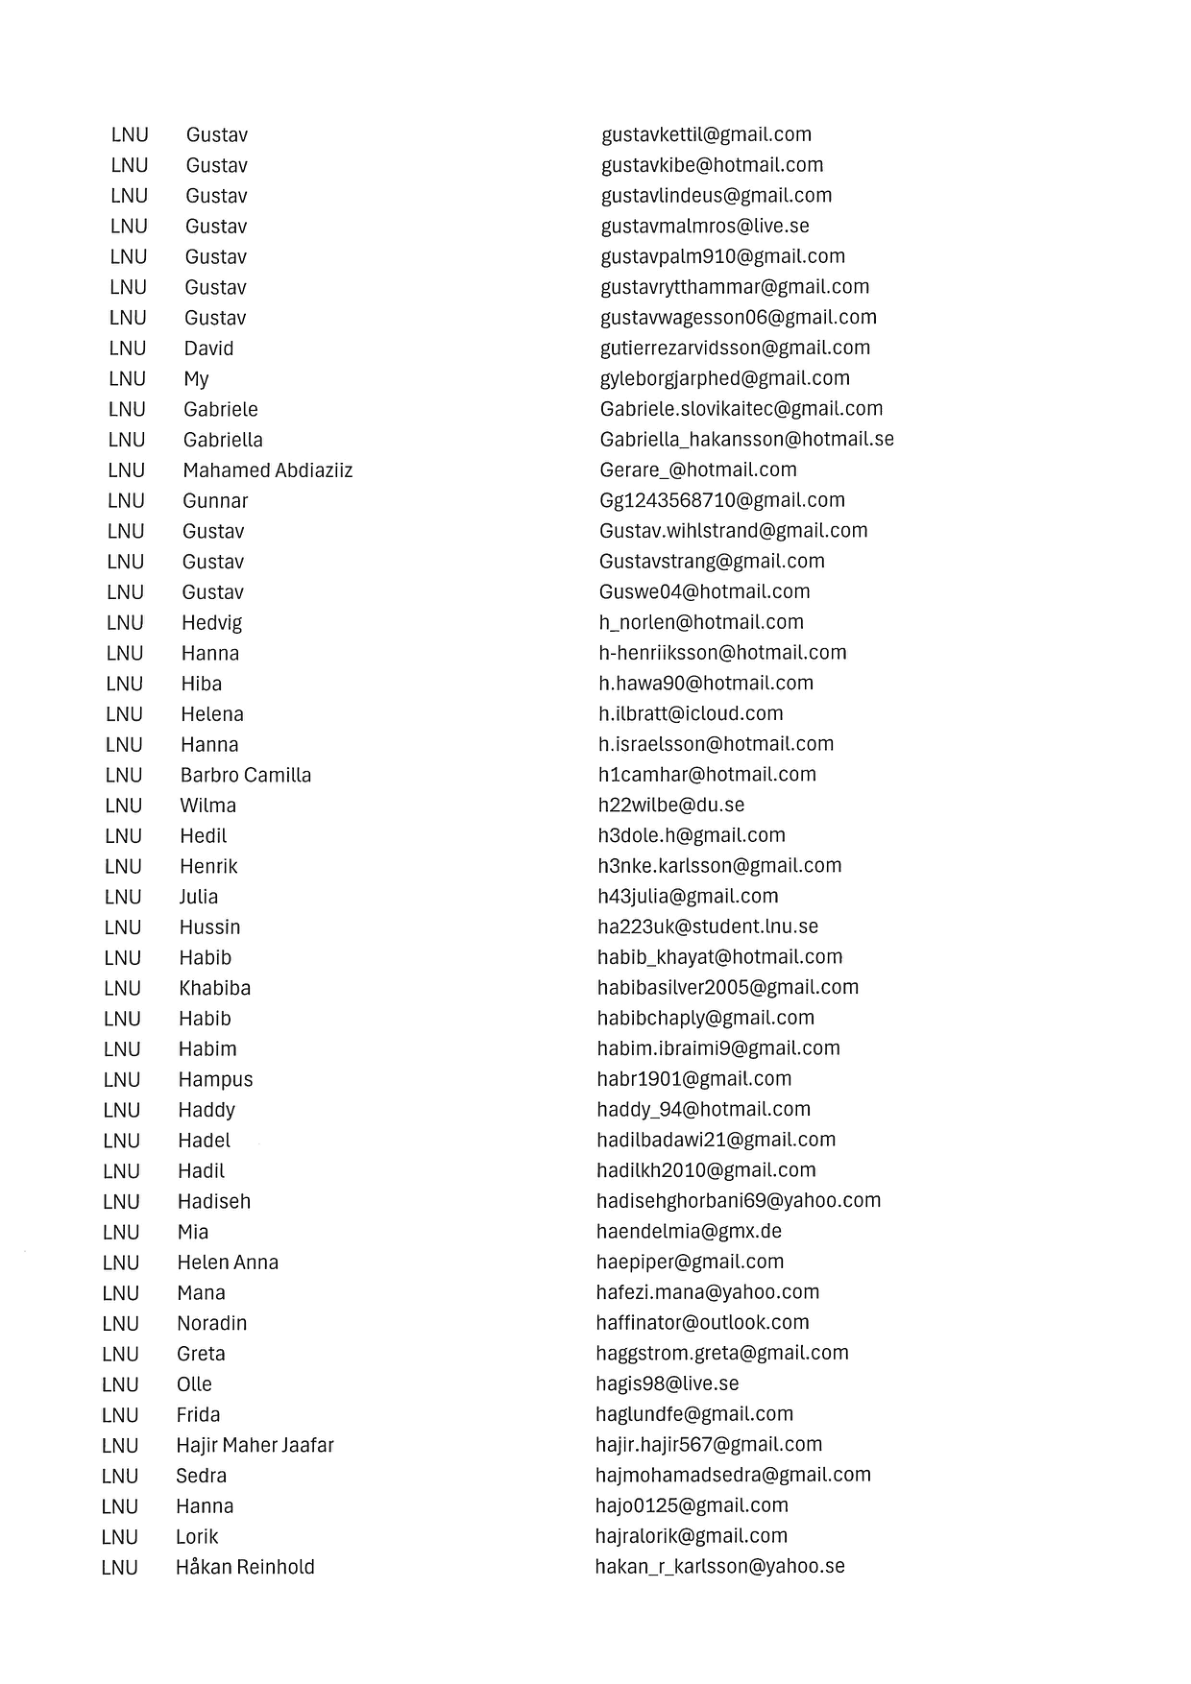 LNU Gustav gustavkettil@gmail.com
LNU Gustav gustavkibe@hotmail.com
LNU Gustav gustavlindeus@gmail.com
LNU Gustav gustavmalmros@live.se
LNU Gustav gustavpalm910@gmail.com
LNU Gustav gustavrytthammar@gmail.com
LNU Gustav gustavwagesson06@gmail.com
LNU David gutierrezarvidsson@gmail.com
LNU My gyleborgjarphed@gmail.com
LNU Gabriele Gabriele.slovikaitec@gmail.com
LNU Gabriella Gabriella_hakansson@hotmail.se
LNU Mahamed Abdiaziiz Gerare_@hotmail.com
LNU Gunnar Gg1243568710@gmail.com
LNU Gustav Gustav.wihlstrand@gmail.com
LNU Gustav Gustavstrang@gmail.com
LNU Gustav Guswe04@hotmail.com
LNU Hedvig h_norlen@hotmail.com
LNU Hanna h-henriiksson@hotmail.com
LNU Hiba h.hawa90@hotmail.com
LNU Helena h.ilbratt@icloud.com
LNU Hanna h.israelsson@hotmail.com
LNU Barbro Camilla h1camhar@hotmail.com
LNU Wilma h22wilbe@du.se
LNU Hedil h3dole.h@gmail.com
LNU Henrik h3nke.karlsson@gmail.com
LNU Julia h43julia@gmail.com
LNU Hussin ha223uk@student.lnu.se
LNU Habib habib_khayat@hotmail.com
LNU Khabiba habibasilver2005@gmail.com
LNU Habib habibchaply@gmail.com
LNU Habim habim.ibraimi9@gmail.com
LNU Hampus habr1901@gmail.com
LNU Haddy haddy_94@hotmail.com
LNU Hadel hadilbadawi21@gmail.com
LNU Hadil hadilkh2010@gmail.com
LNU Hadiseh hadisehghorbani69@yahoo.com
LNU Mia haendelmia@gmx.de
LNU Helen Anna haepiper@gmail.com
LNU Mana hafezi.mana@yahoo.com
LNU Noradin haffinator@outlook.com
LNU Greta haggstrom.greta@gmail.com
LNU Olle hagis98@live.se
LNU Frida haglundfe@gmail.com
LNU Hajir Maher Jaafar hajir.hajir567@gmail.com
LNU Sedra hajmohamadsedra@gmail.com
LNU Hanna hajo0125@gmail.com
LNU Lorik hajralorik@gmail.com
LNU Håkan Reinhold hakan_r_karlsson@yahoo.se